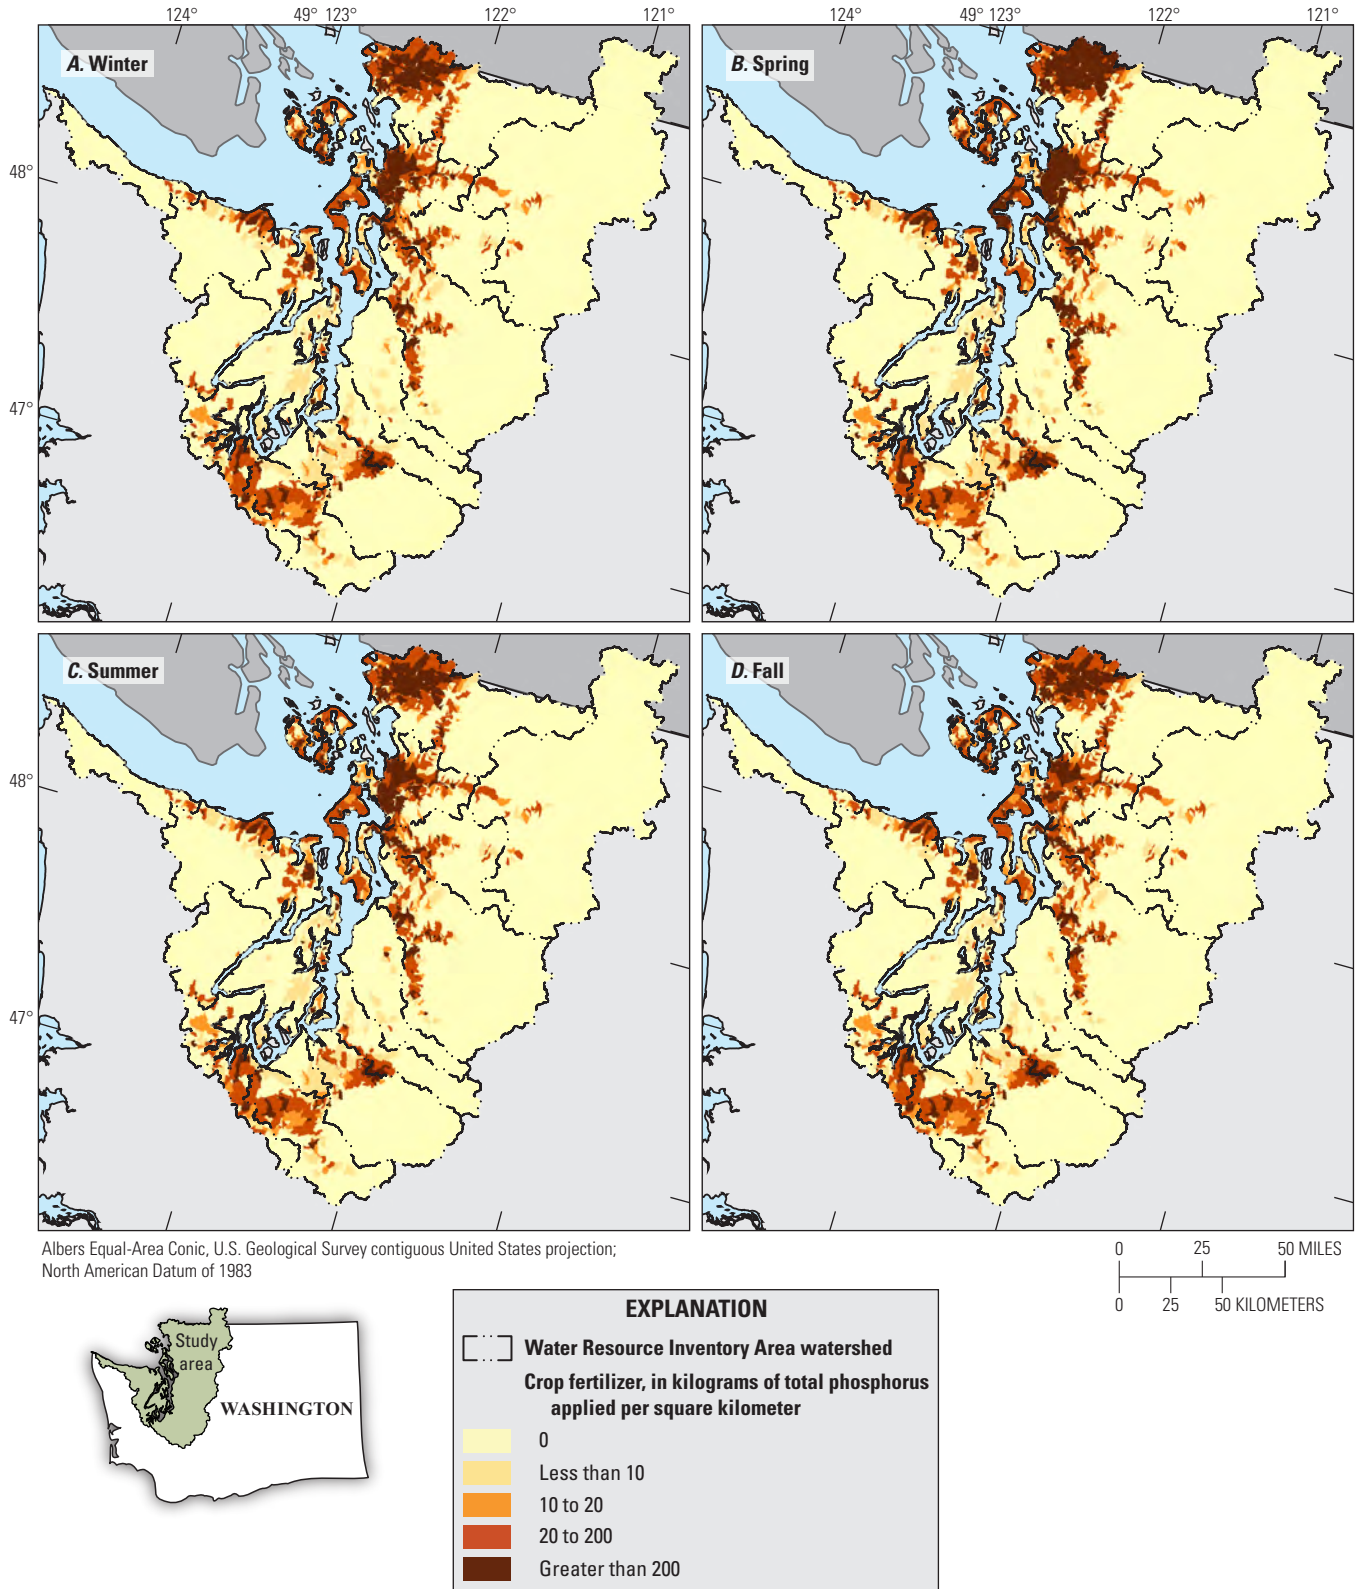 124° 49° 123° 122° 121°
124° 49° 123° 122° 121°
A. Winter
B. Spring
48°
47°
C. Summer
D. Fall
48°
47°
Albers Equal-Area Conic, U.S. Geological Survey contiguous United States projection;
North American Datum of 1983
0 25 50 MILES
0 25 50 KILOMETERS
Study
area
WASHINGTON
EXPLANATION
Water Resource Inventory Area watershed
Crop fertilizer, in kilograms of total phosphorus
applied per square kilometer
0
Less than 10
10 to 20
20 to 200
Greater than 200